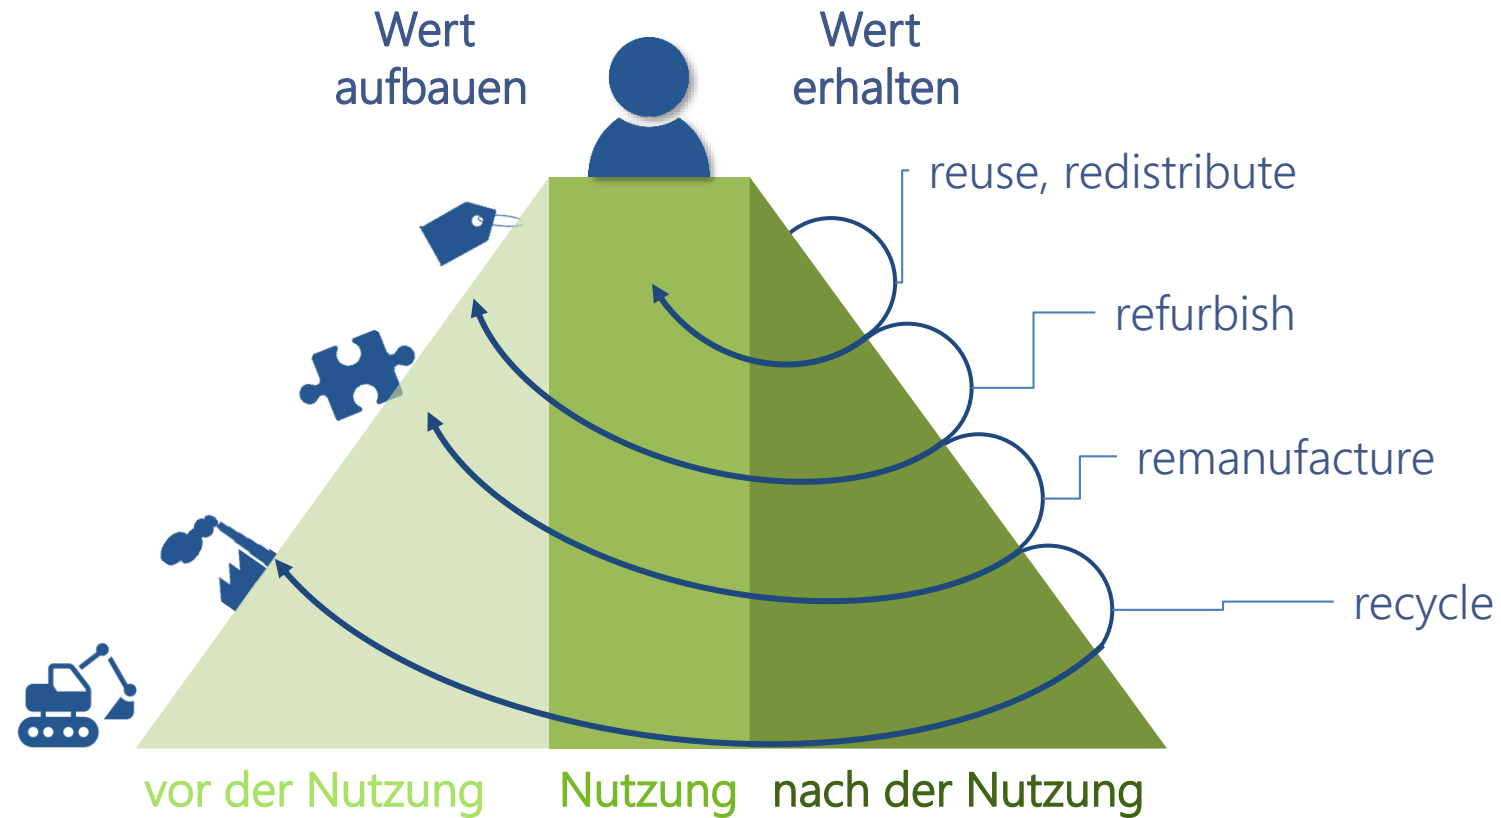 Wert
aufbauen
Wert
erhalten
reuse, redistribute
refurbish
remanufacture
recycle
vor der Nutzung
Nutzung
nach der Nutzung